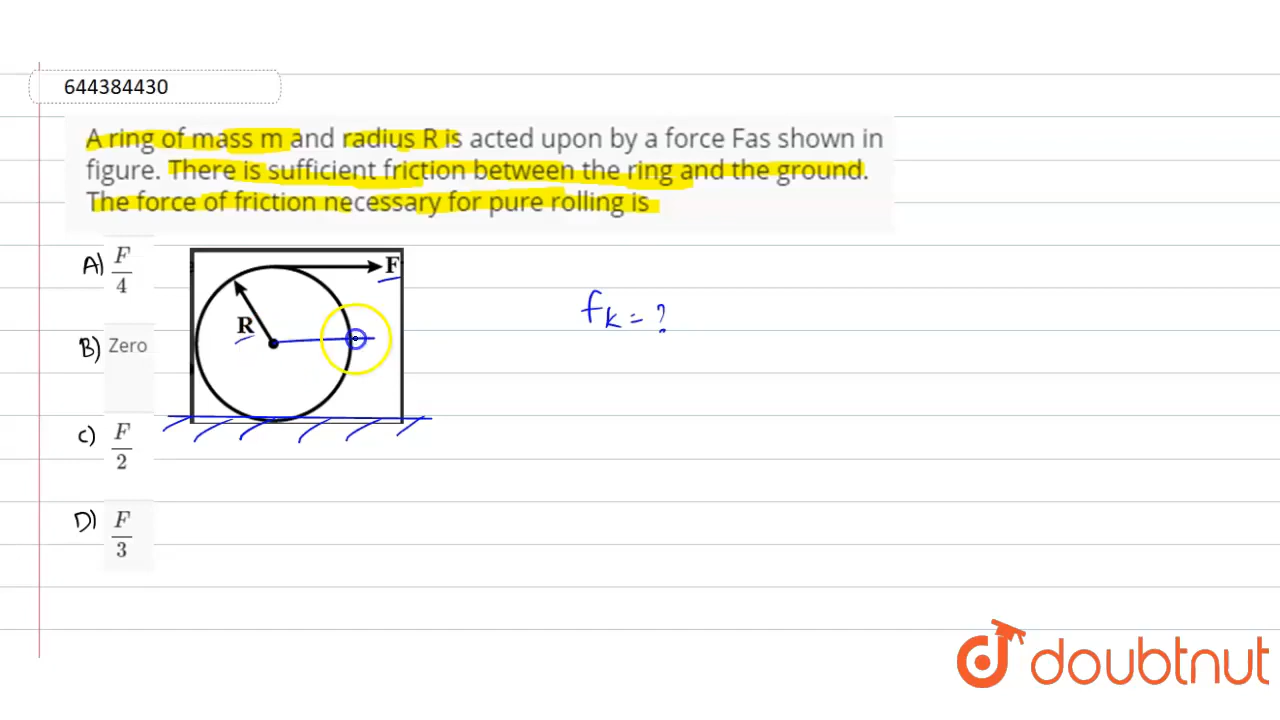 644384430
A ring of mass m and radius R is acted upon by a force Fas shown in
figure. There is sufficient friction between the ring and the ground.
The force of friction necessary for pure rolling is
A) F/4
F
R
fk = ?
B) Zero
C) F/2
D) F/3
doubtnut